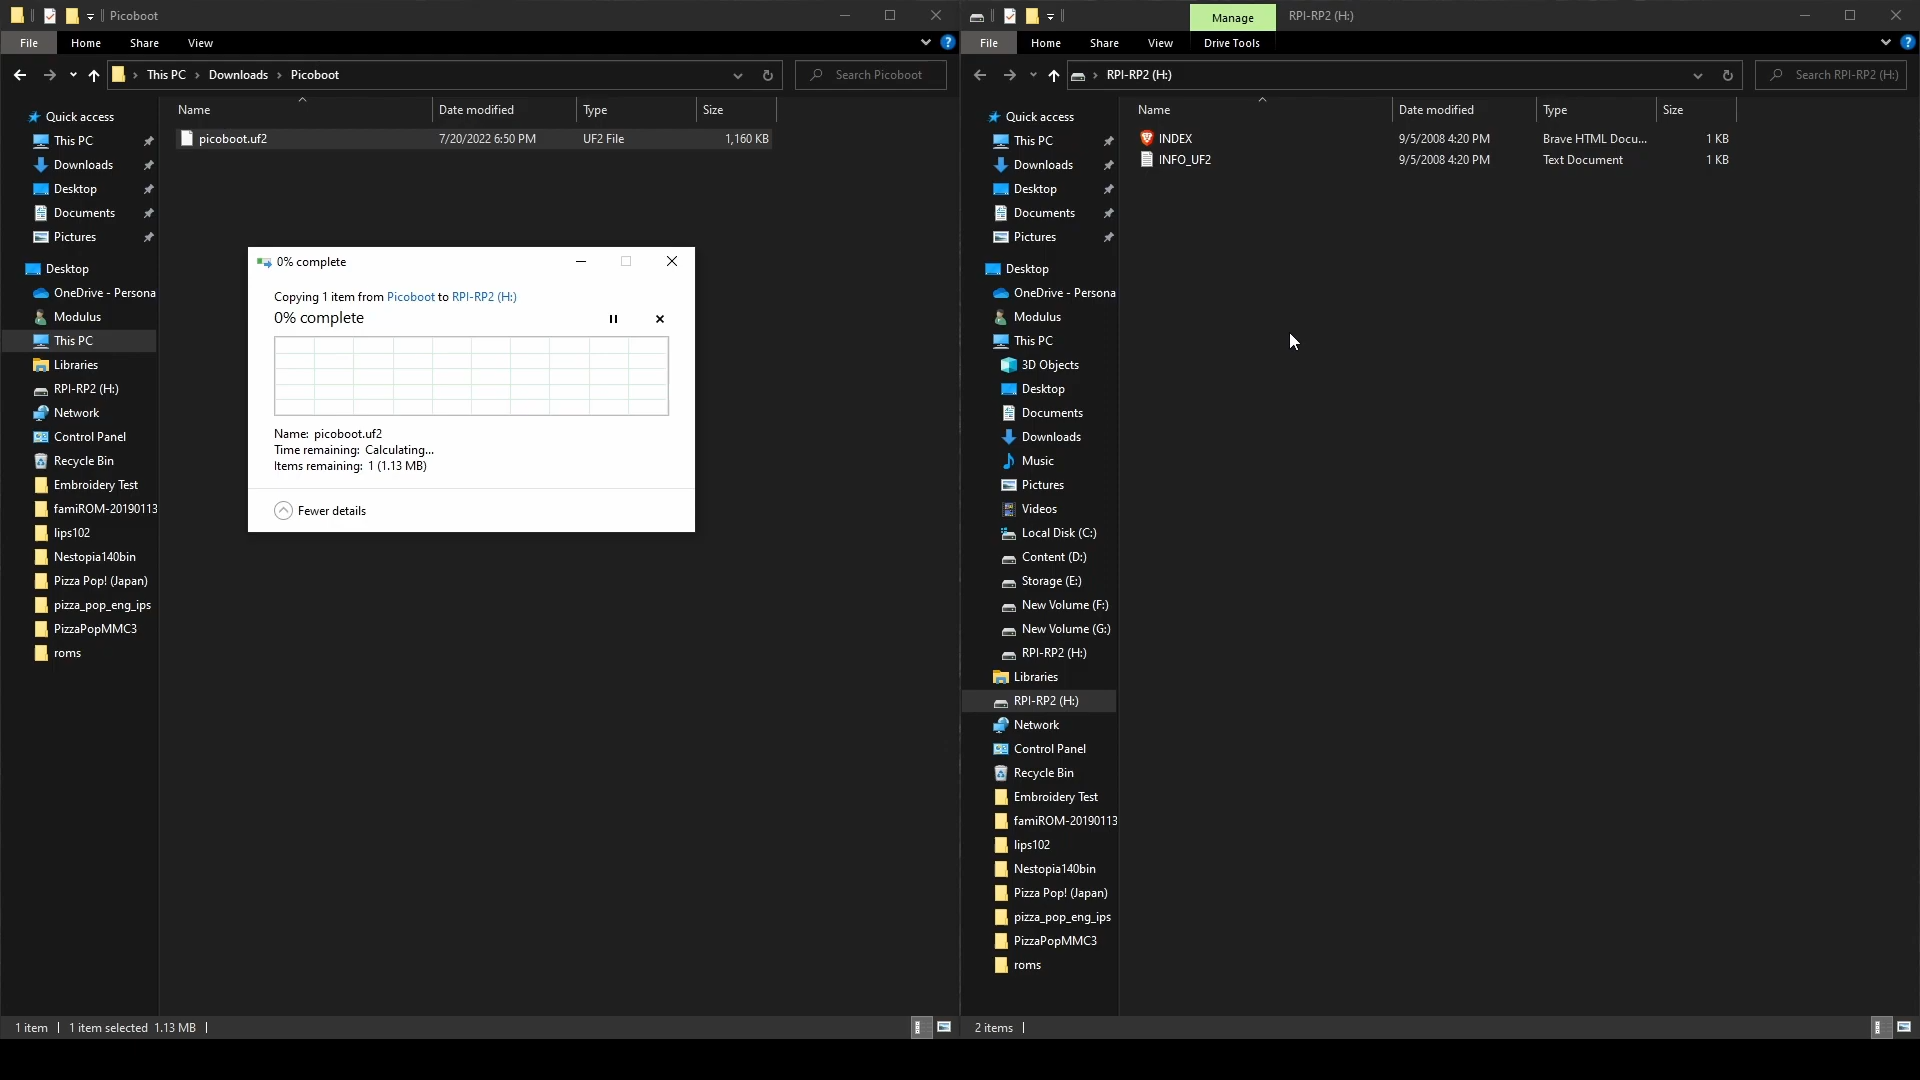 Picoboot
File Home Share View
This PC > Downloads > Picoboot
Search Picoboot
Name Date modified Type Size
picoboot.uf2 7/20/2022 6:50 PM UF2 File 1,160 KB
Quick access
This PC
Downloads
Desktop
Documents
Pictures
Desktop
OneDrive - Persona
Modulus
This PC
Libraries
RPI-RP2 (H:)
Network
Control Panel
Recycle Bin
Embroidery Test
famiROM-20190113
lips102
Nestopia140bin
Pizza Pop! (Japan)
pizza_pop_eng_ips
PizzaPopMMC3
roms
0% complete
Copying 1 item from Picoboot to RPI-RP2 (H:)
0% complete
Name: picoboot.uf2
Time remaining: Calculating...
Items remaining: 1 (1.13 MB)
Fewer details
1 item 1 item selected 1.13 MB
Manage RPI-RP2 (H:)
File Home Share View Drive Tools
RPI-RP2 (H:)
Search RPI-RP2 (H:)
Name Date modified Type Size
INDEX 9/5/2008 4:20 PM Brave HTML Docu... 1 KB
INFO_UF2 9/5/2008 4:20 PM Text Document 1 KB
Quick access
This PC
Downloads
Desktop
Documents
Pictures
Desktop
OneDrive - Persona
Modulus
This PC
3D Objects
Desktop
Documents
Downloads
Music
Pictures
Videos
Local Disk (C:)
Content (D:)
Storage (E:)
New Volume (F:)
New Volume (G:)
RPI-RP2 (H:)
Libraries
RPI-RP2 (H:)
Network
Control Panel
Recycle Bin
Embroidery Test
famiROM-20190113
lips102
Nestopia140bin
Pizza Pop! (Japan)
pizza_pop_eng_ips
PizzaPopMMC3
roms
2 items